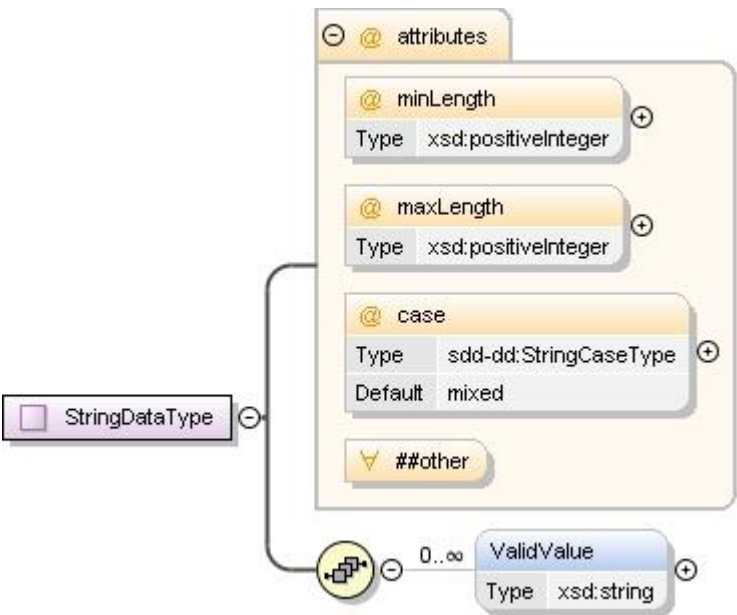 @ attributes
@ minLength
Type xsd:positiveInteger
@ maxLength
Type xsd:positiveInteger
@ case
Type sdd-dd:StringCaseType
Default mixed
∀ ##other
StringDataType
0..∞ ValidValue
Type xsd:string